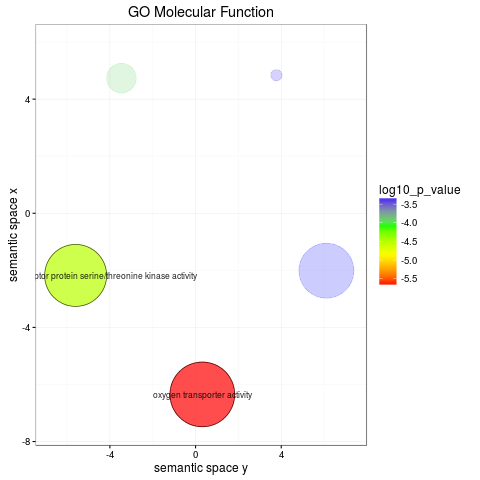 GO Molecular Function
semantic space x
4
0
-4
-8
ptor protein serine/threonine kinase activity
oxygen transporter activity
-4
0
4
semantic space y
log10_p_value
-3.5
-4.0
-4.5
-5.0
-5.5